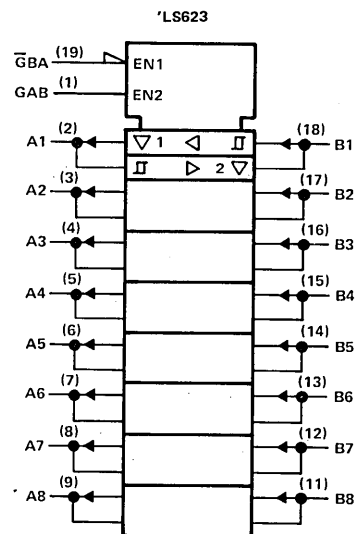 'LS623
G̅BA (19) EN1
GAB (1) EN2
A1 (2) 1 (18) B1
2
A2 (3) (17) B2
A3 (4) (16) B3
A4 (5) (15) B4
A5 (6) (14) B5
A6 (7) (13) B6
A7 (8) (12) B7
A8 (9) (11) B8